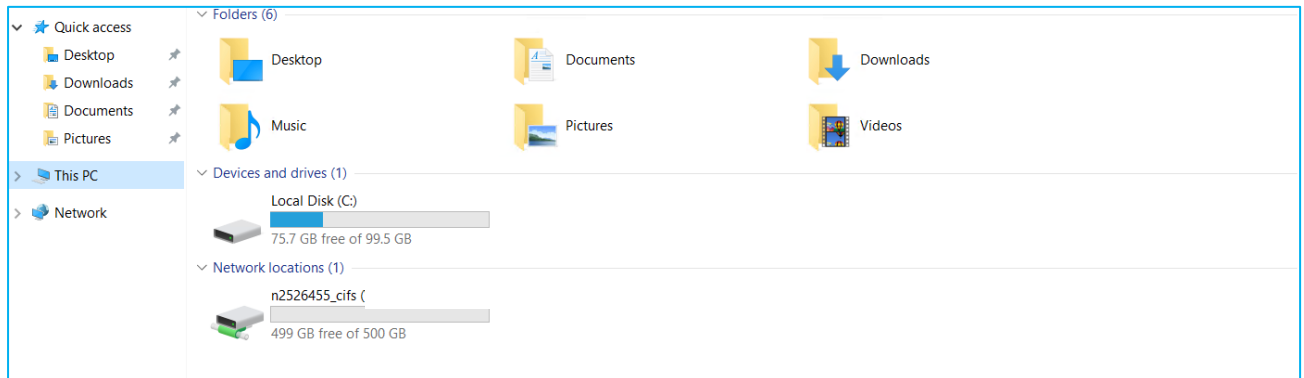 Quick access
Desktop
Downloads
Documents
Pictures
This PC
Network
Folders (6)
Desktop
Documents
Downloads
Music
Pictures
Videos
Devices and drives (1)
Local Disk (C:)
75.7 GB free of 99.5 GB
Network locations (1)
n2526455_cifs (
499 GB free of 500 GB